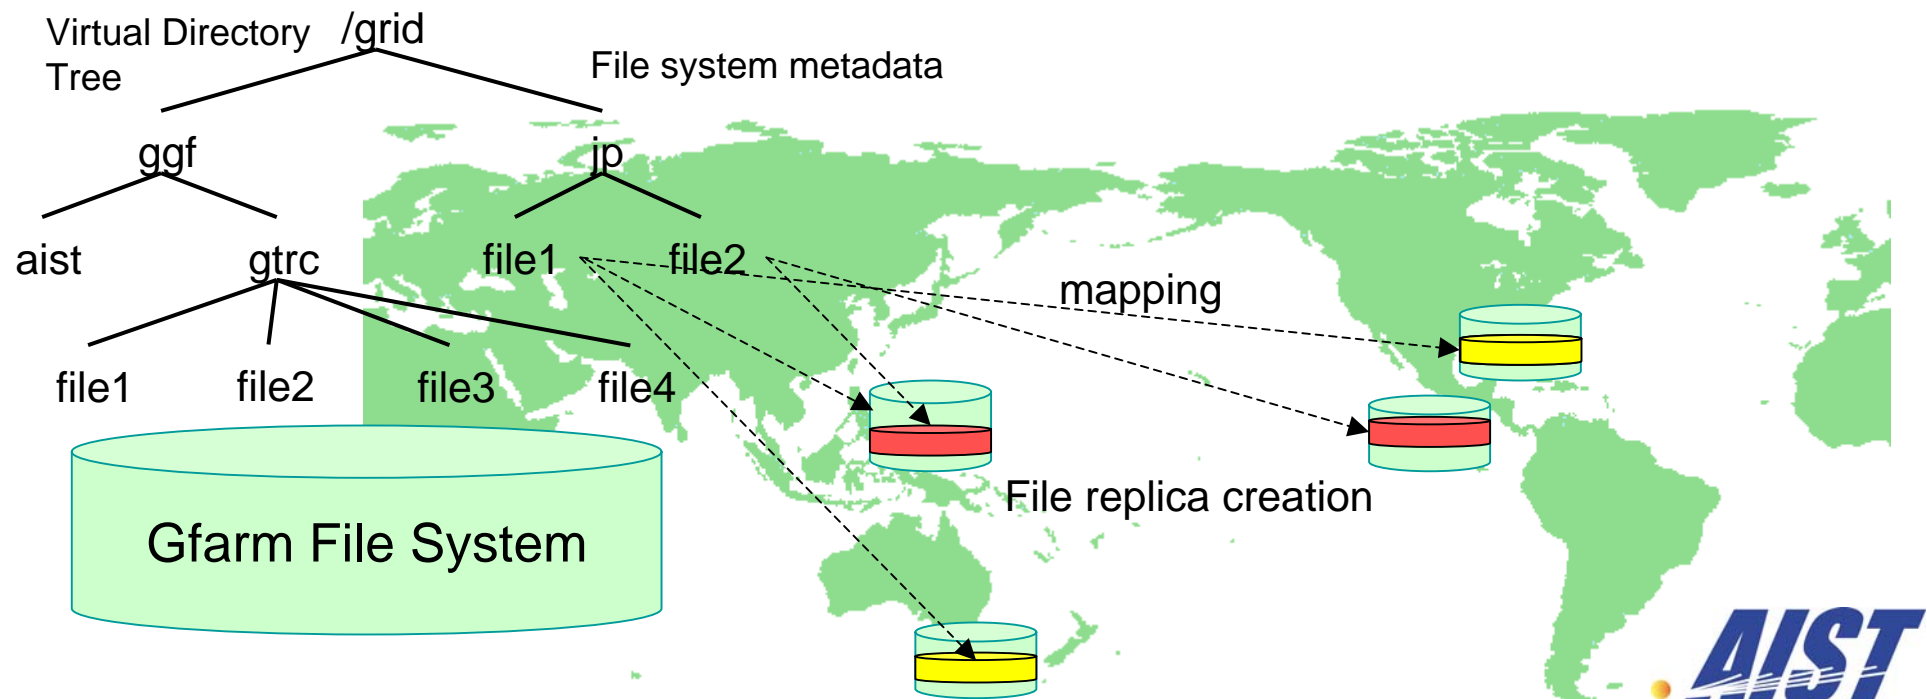 Virtual Directory
Tree
/grid
File system metadata
ggf
jp
aist
gtrc
file1
file2
mapping
file1
file2
file3
file4
File replica creation
Gfarm File System
AIST